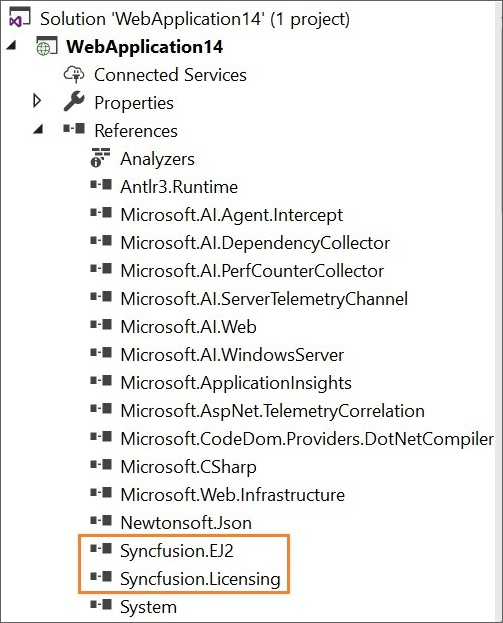 Solution 'WebApplication14' (1 project)
WebApplication14
Connected Services
Properties
References
Analyzers
Antlr3.Runtime
Microsoft.AI.Agent.Intercept
Microsoft.AI.DependencyCollector
Microsoft.AI.PerfCounterCollector
Microsoft.AI.ServerTelemetryChannel
Microsoft.AI.Web
Microsoft.AI.WindowsServer
Microsoft.ApplicationInsights
Microsoft.AspNet.TelemetryCorrelation
Microsoft.CodeDom.Providers.DotNetCompiler
Microsoft.CSharp
Microsoft.Web.Infrastructure
Newtonsoft.Json
Syncfusion.EJ2
Syncfusion.Licensing
System